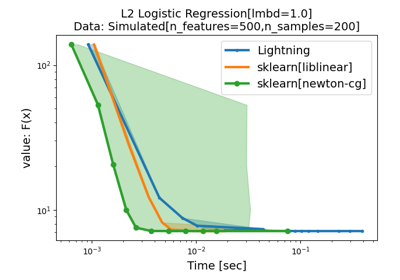 L2 Logistic Regression[lmbd=1.0]
Data: Simulated[n_features=500,n_samples=200]
Lightning
sklearn[liblinear]
sklearn[newton-cg]
value: F(x)
10²
10¹
10⁻³
10⁻²
10⁻¹
Time [sec]